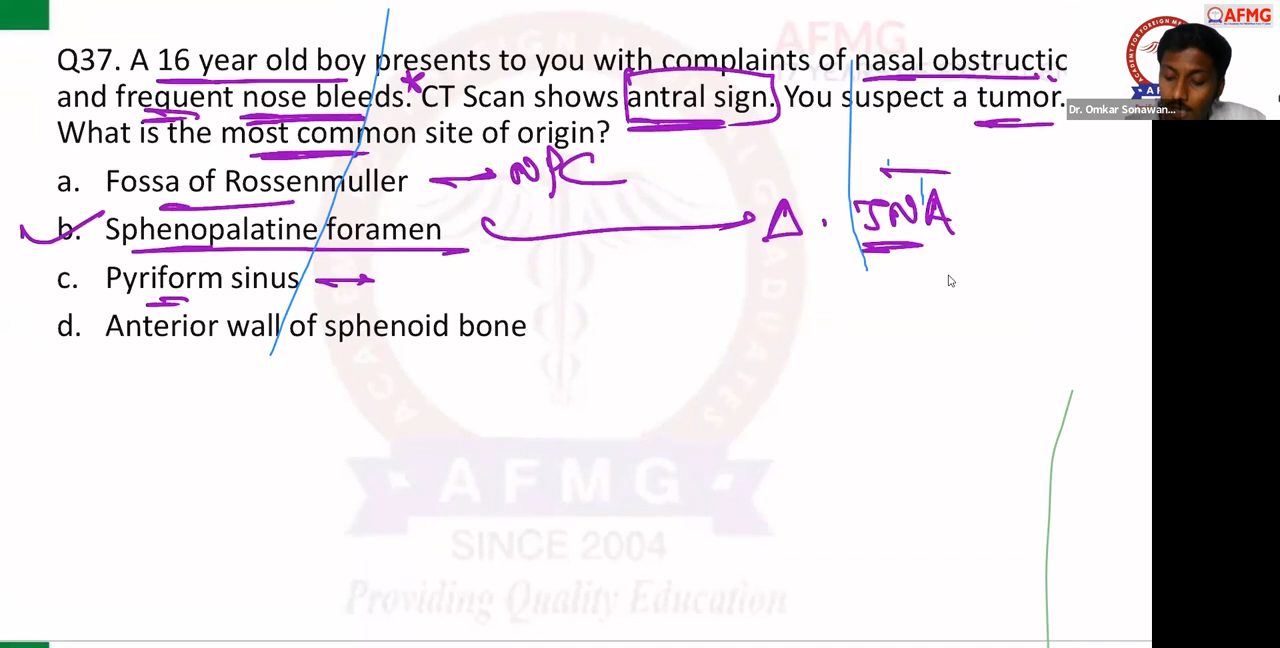 AFMG
AFMG
Q37. A 16 year old boy presents to you with complaints of nasal obstructic
and frequent nose bleeds. CT Scan shows antral sign. You suspect a tumor.
What is the most common site of origin?
Dr. Omkar Sonawan...
a. Fossa of Rossenmuller → NPC
b. Sphenopalatine foramen → Δ. JNA
c. Pyriform sinus →
d. Anterior wall of sphenoid bone
AFMG
SINCE 2004
Providing Quality Education